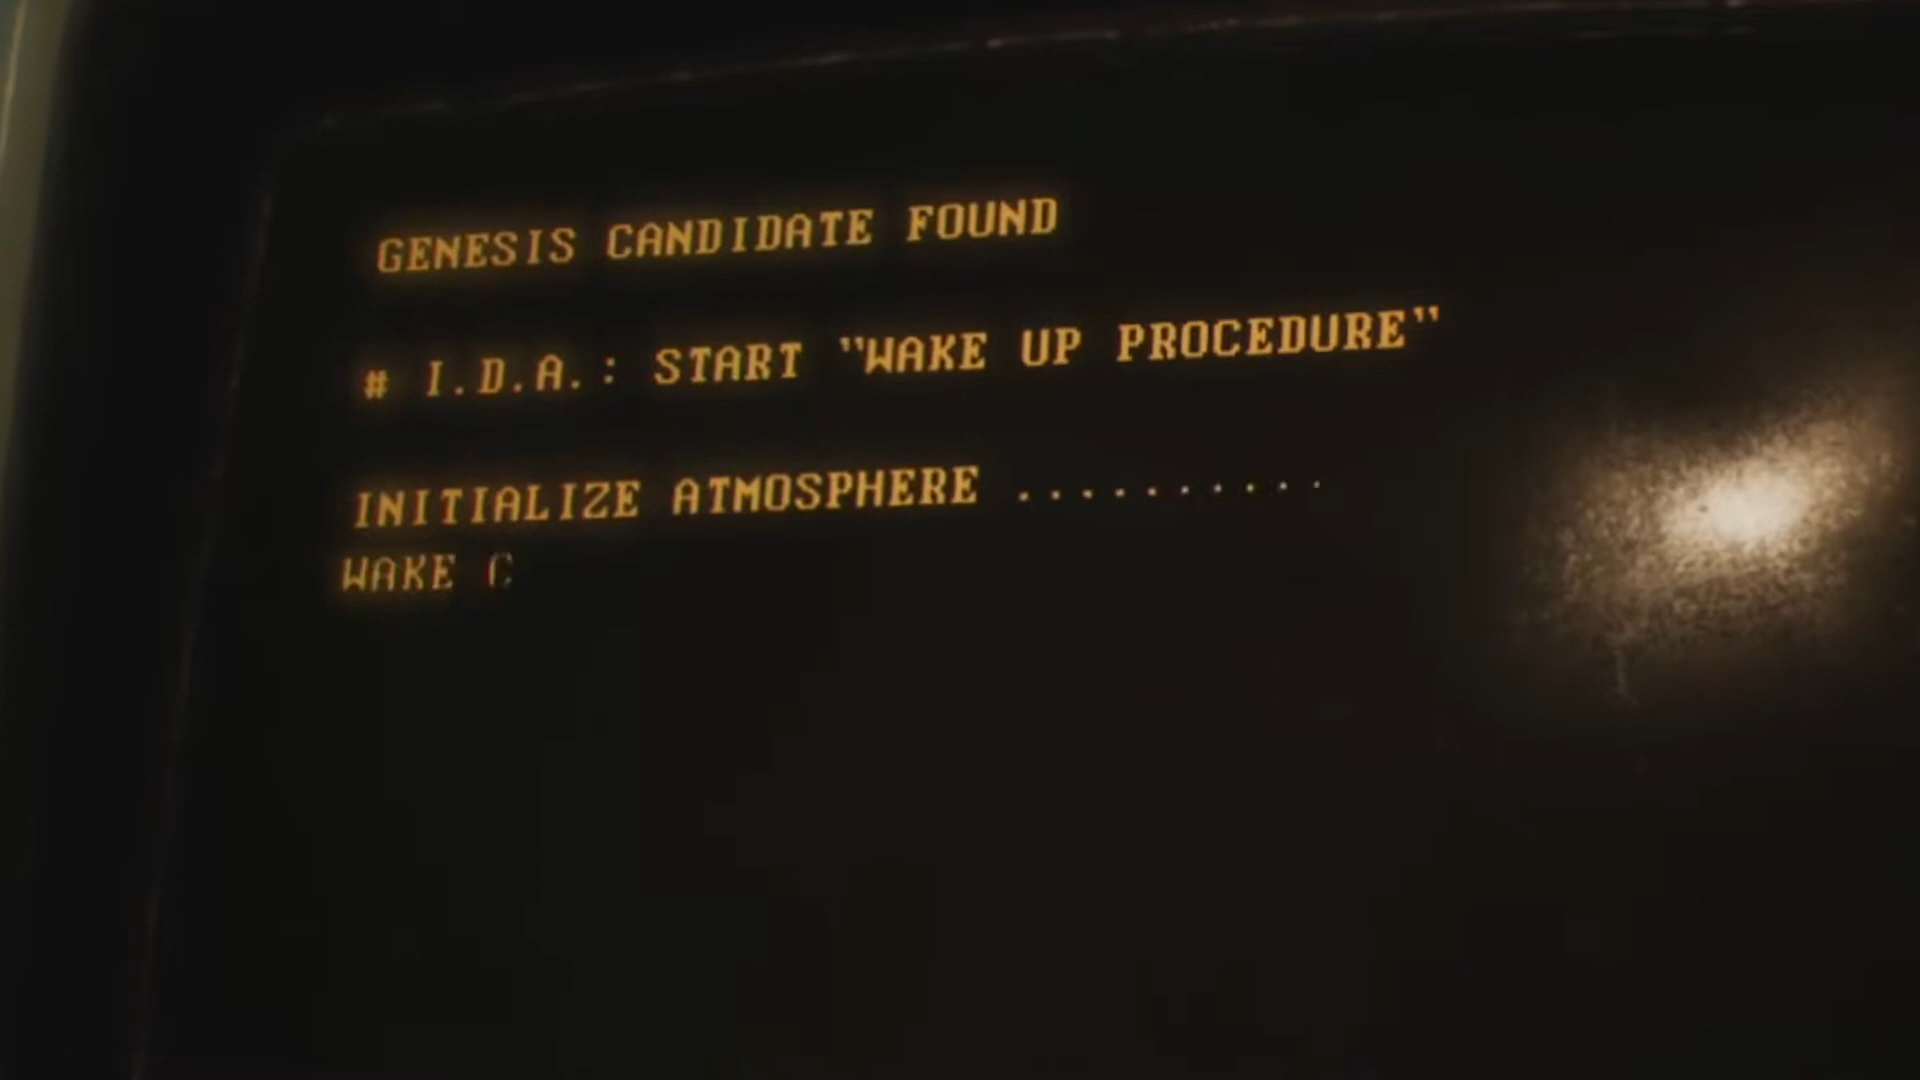 GENESIS CANDIDATE FOUND
# I.D.A.: START "WAKE UP PROCEDURE"
INITIALIZE ATMOSPHERE ..........
WAKE C